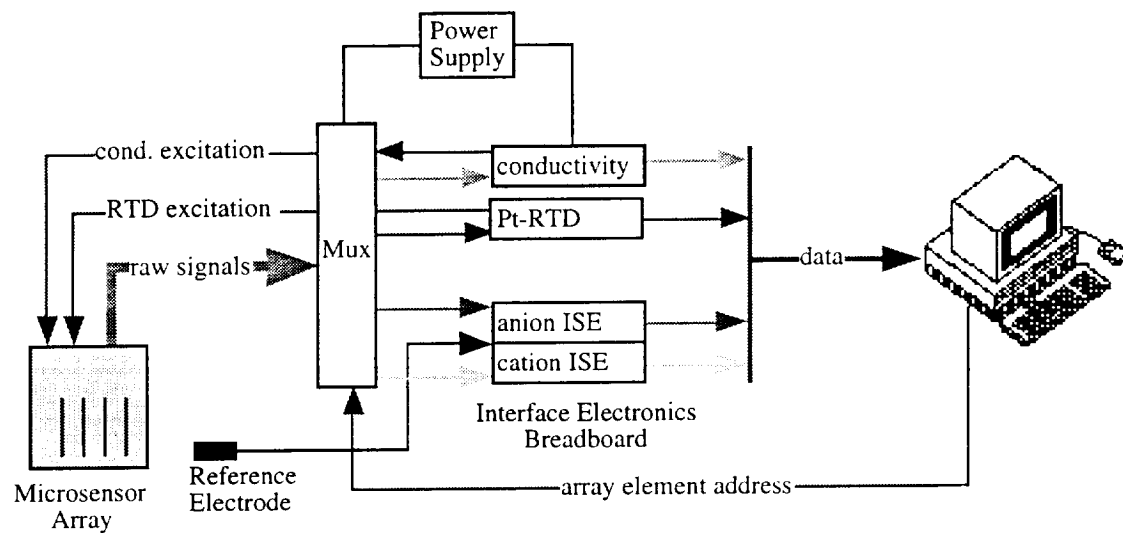 Power
Supply
cond. excitation
conductivity
RTD excitation
Pt-RTD
Mux
raw signals
data
anion ISE
cation ISE
Interface Electronics
Breadboard
Reference
Electrode
array element address
Microsensor
Array